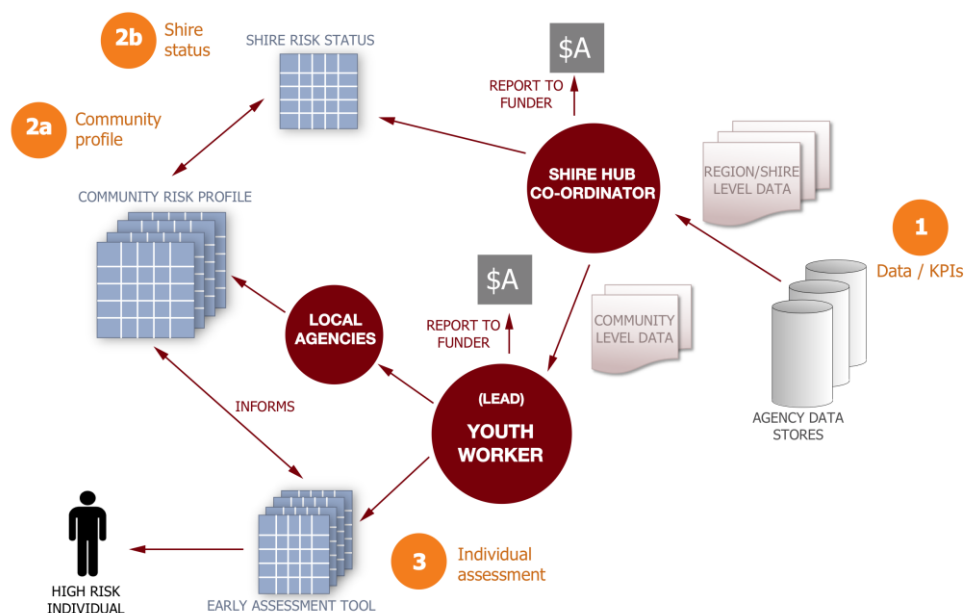 2b
Shire
status
SHIRE RISK STATUS
$A
REPORT TO
FUNDER
2a
Community
profile
COMMUNITY RISK PROFILE
SHIRE HUB
CO-ORDINATOR
REGION/SHIRE
LEVEL DATA
1
Data / KPIs
$A
REPORT TO
FUNDER
LOCAL
AGENCIES
COMMUNITY
LEVEL DATA
(LEAD)
YOUTH
WORKER
AGENCY DATA
STORES
INFORMS
3
Individual
assessment
HIGH RISK
INDIVIDUAL
EARLY ASSESSMENT TOOL